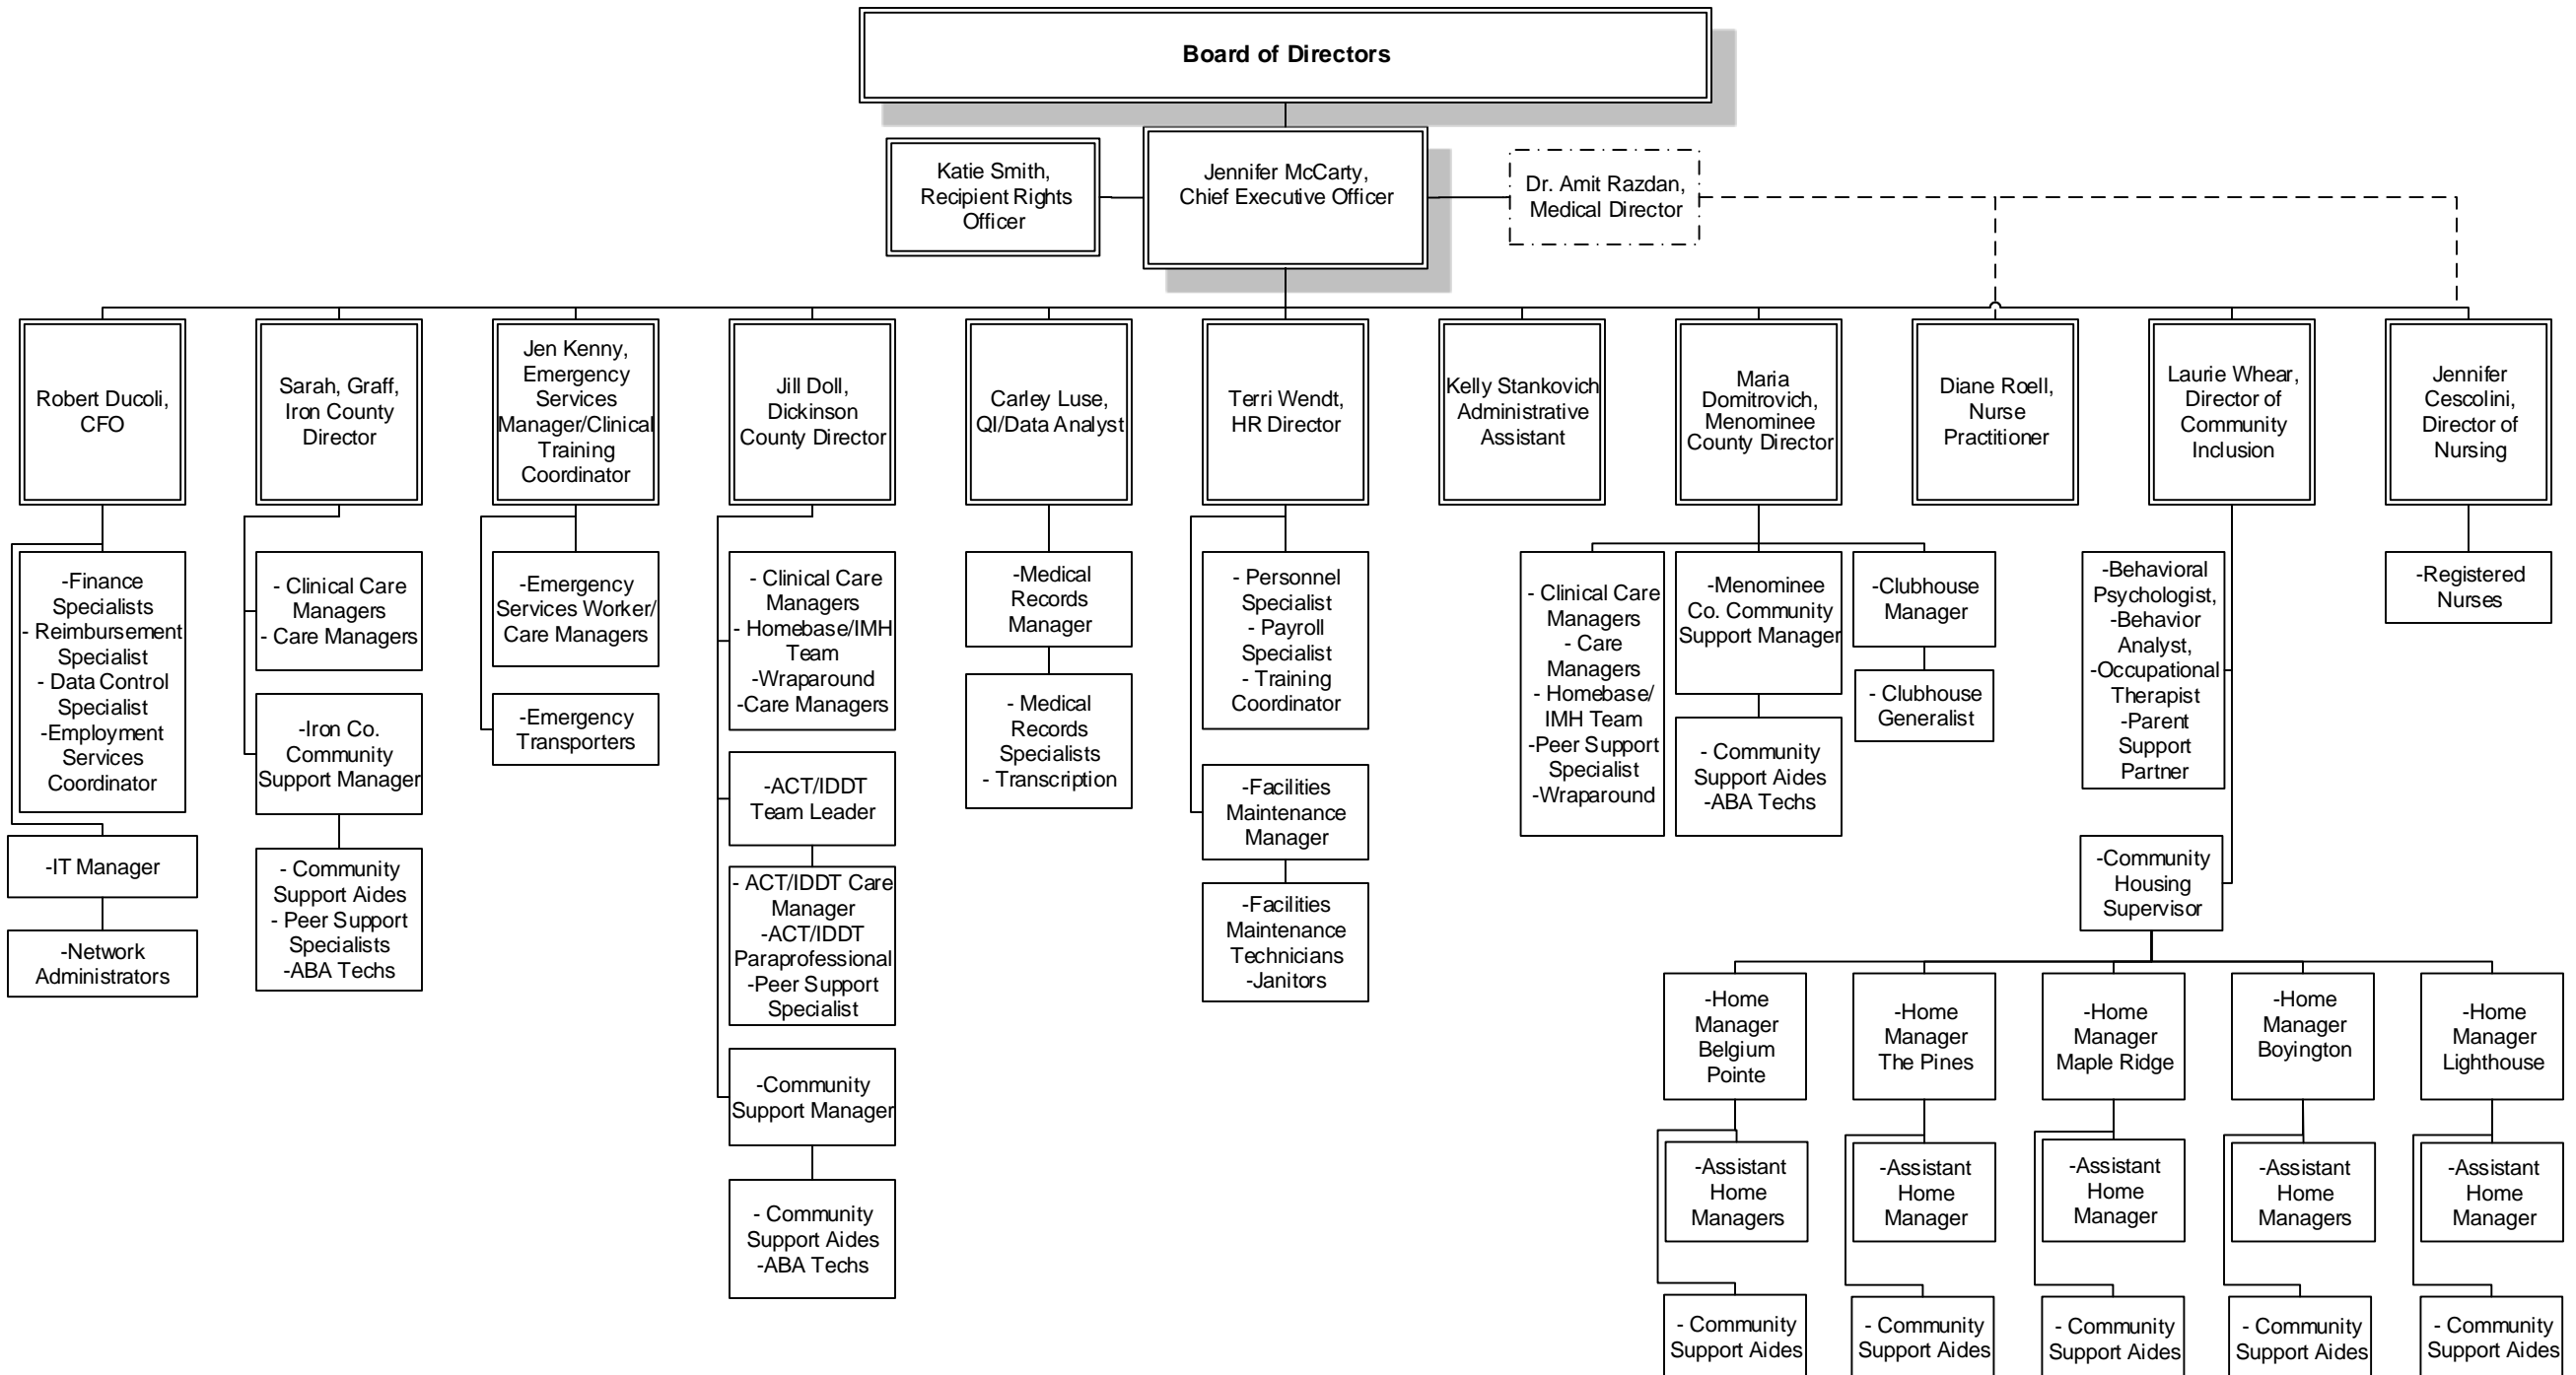 Board of Directors
Katie Smith,
Recipient Rights
Officer
Jennifer McCarty,
Chief Executive Officer
Dr. Amit Razdan,
Medical Director
Robert Ducoli,
CFO
Sarah, Graff,
Iron County
Director
Jen Kenny,
Emergency
Services
Manager/Clinical
Training
Coordinator
Jill Doll,
Dickinson
County Director
Carley Luse,
QI/Data Analyst
Terri Wendt,
HR Director
Kelly Stankovich
Administrative
Assistant
Maria
Domitrovich,
Menominee
County Director
Diane Roell,
Nurse
Practitioner
Laurie Whear,
Director of
Community
Inclusion
Jennifer
Cescolini,
Director of
Nursing
-Finance
Specialists
- Reimbursement
Specialist
- Data Control
Specialist
-Employment
Services
Coordinator
-IT Manager
-Network
Administrators
- Clinical Care
Managers
- Care Managers
-Iron Co.
Community
Support Manager
- Community
Support Aides
- Peer Support
Specialists
-ABA Techs
-Emergency
Services Worker/
Care Managers
-Emergency
Transporters
- Clinical Care
Managers
- Homebase/IMH
Team
-Wraparound
-Care Managers
-ACT/IDDT
Team Leader
- ACT/IDDT Care
Manager
-ACT/IDDT
Paraprofessional
-Peer Support
Specialist
-Community
Support Manager
- Community
Support Aides
-ABA Techs
-Medical
Records
Manager
- Medical
Records
Specialists
- Transcription
- Personnel
Specialist
- Payroll
Specialist
- Training
Coordinator
-Facilities
Maintenance
Manager
-Facilities
Maintenance
Technicians
-Janitors
- Clinical Care
Managers
- Care
Managers
- Homebase/
IMH Team
-Peer Support
Specialist
-Wraparound
-Menominee
Co. Community
Support Manager
- Community
Support Aides
-ABA Techs
-Clubhouse
Manager
- Clubhouse
Generalist
-Behavioral
Psychologist,
-Behavior
Analyst,
-Occupational
Therapist
-Parent
Support
Partner
-Community
Housing
Supervisor
-Registered
Nurses
-Home
Manager
Belgium
Pointe
-Home
Manager
The Pines
-Home
Manager
Maple Ridge
-Home
Manager
Boyington
-Home
Manager
Lighthouse
-Assistant
Home
Managers
-Assistant
Home
Manager
-Assistant
Home
Manager
-Assistant
Home
Managers
-Assistant
Home
Manager
- Community
Support Aides
- Community
Support Aides
- Community
Support Aides
- Community
Support Aides
- Community
Support Aides